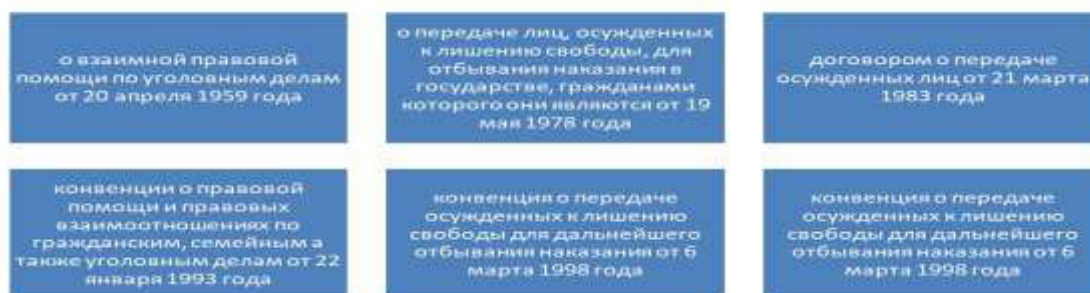 о взаимной правовой
помощи по уголовным делам
от 20 апреля 1959 года
о передаче лиц, осужденных
к лишению свободы, для
отбывания наказания в
государстве, гражданами
которого они являются от 19
мая 1978 года
договором о передаче
осужденных лиц от 21 марта
1983 года
конвенции о правовой
помощи и правовых
взаимоотношениях по
гражданским, семейным а
также уголовным делам от 22
января 1993 года
конвенция о передаче
осужденных к лишению
свободы для дальнейшего
отбывания наказания от 6
марта 1998 года
конвенция о передаче
осужденных к лишению
свободы для дальнейшего
отбывания наказания от 6
марта 1998 года